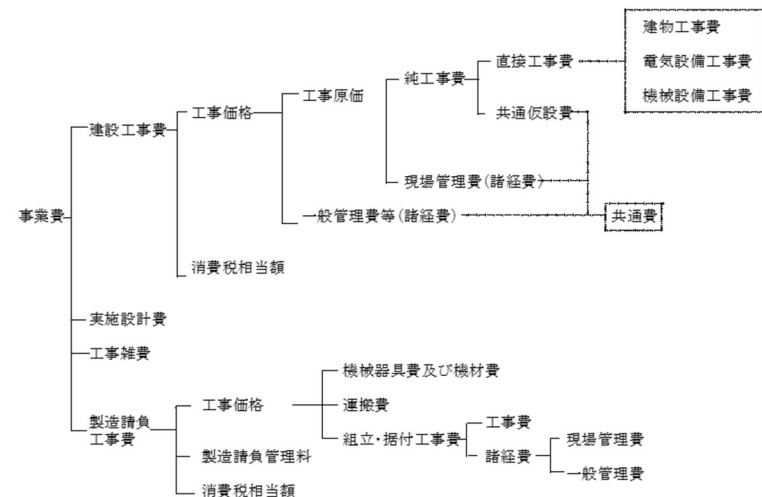 建物工事費
直接工事費
電気設備工事費
純工事費
工事原価
機械設備工事費
工事価格
共通仮設費
建設工事費
現場管理費(諸経費)
事業費
一般管理費等(諸経費)
共通費
消費税相当額
実施設計費
工事雑費
機械器具費及び機材費
工事価格
運搬費
製造請負
工事費
工事費
組立・据付工事費
現場管理費
製造請負管理料
諸経費
一般管理費
消費税相当額